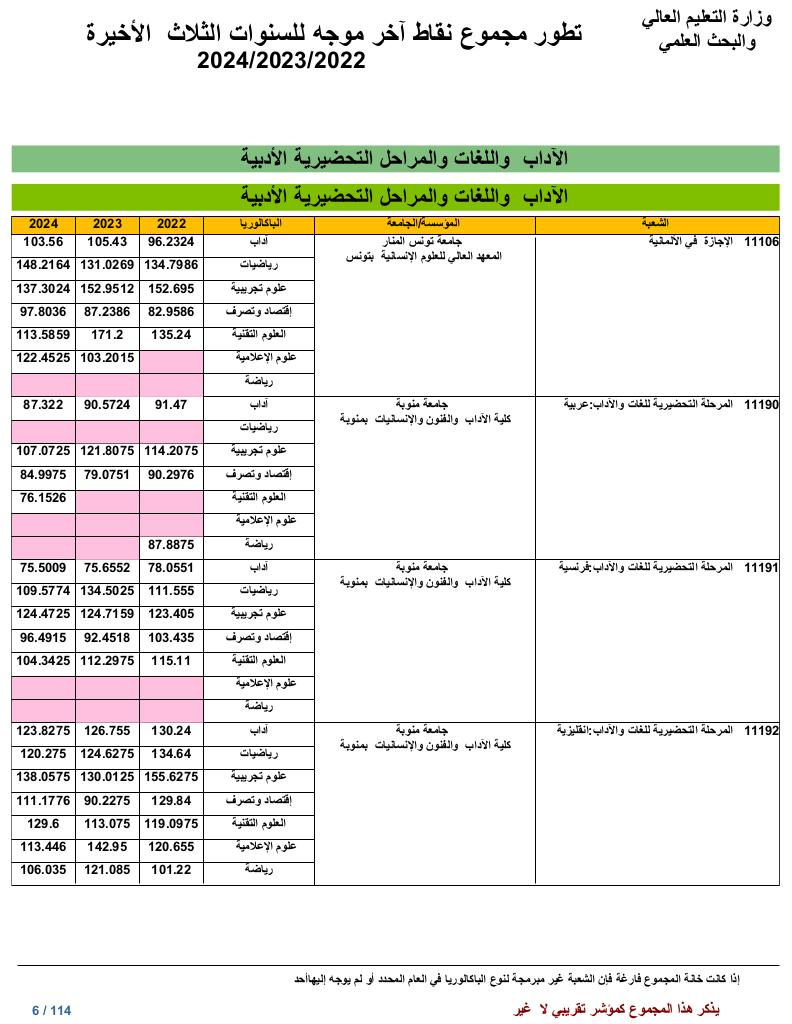 وزارة التعليم العالي
والبحث العلمي
تطور مجموع نقاط آخر موجه للسنوات الثلاث الأخيرة
2024/2023/2022
الآداب واللغات والمراحل التحضيرية الأدبية
الآداب واللغات والمراحل التحضيرية الأدبية
الشعبة المؤسسة/الجامعة الباكالوريا 2022 2023 2024
11106 الإجازة في الألمانية جامعة تونس المنار آداب 96.2324 105.43 103.56
المعهد العالي للعلوم الإنسانية بتونس رياضيات 134.7986 131.0269 148.2164
علوم تجريبية 152.695 152.9512 137.3024
إقتصاد وتصرف 82.9586 87.2386 97.8036
العلوم التقنية 135.24 171.2 113.5859
علوم الإعلامية 103.2015 122.4525
رياضة
11190 المرحلة التحضيرية للغات والآداب:عربية جامعة منوبة آداب 91.47 90.5724 87.322
كلية الآداب والفنون والإنسانيات بمنوبة رياضيات
علوم تجريبية 114.2075 121.8075 107.0725
إقتصاد وتصرف 90.2976 79.0751 84.9975
العلوم التقنية 76.1526
علوم الإعلامية
رياضة 87.8875
11191 المرحلة التحضيرية للغات والآداب:فرنسية جامعة منوبة آداب 78.0551 75.6552 75.5009
كلية الآداب والفنون والإنسانيات بمنوبة رياضيات 111.555 134.5025 109.5774
علوم تجريبية 123.405 124.7159 124.4725
إقتصاد وتصرف 103.435 92.4518 96.4915
العلوم التقنية 115.11 112.2975 104.3425
علوم الإعلامية
رياضة
11192 المرحلة التحضيرية للغات والآداب:انقليزية جامعة منوبة آداب 130.24 126.755 123.8275
كلية الآداب والفنون والإنسانيات بمنوبة رياضيات 134.64 124.6275 120.275
علوم تجريبية 155.6275 130.0125 138.0575
إقتصاد وتصرف 129.84 90.2275 111.1776
العلوم التقنية 119.0975 113.075 129.6
علوم الإعلامية 120.655 142.95 113.446
رياضة 101.22 121.085 106.035
إذا كانت خانة المجموع فارغة فإن الشعبة غير مبرمجة لنوع الباكالوريا في العام المحدد أو لم يوجه إليهاأحد
يذكر هذا المجموع كمؤشر تقريبي لا غير
6 / 114